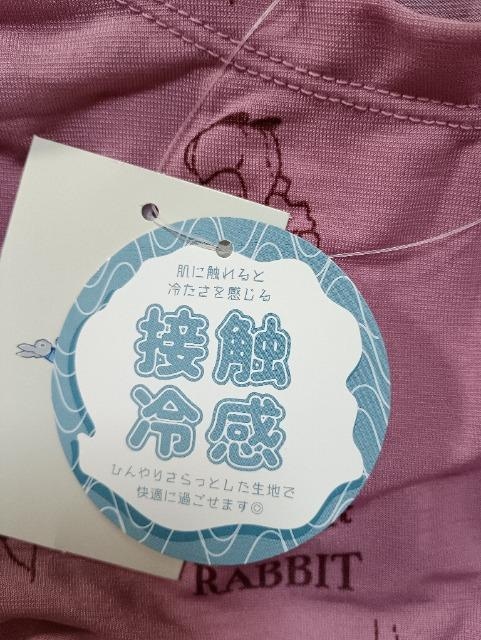 肌に触れると
冷たさを感じる
接触
冷感
ひんやりさらっとした生地で
快適に過ごせます◎
RABBIT